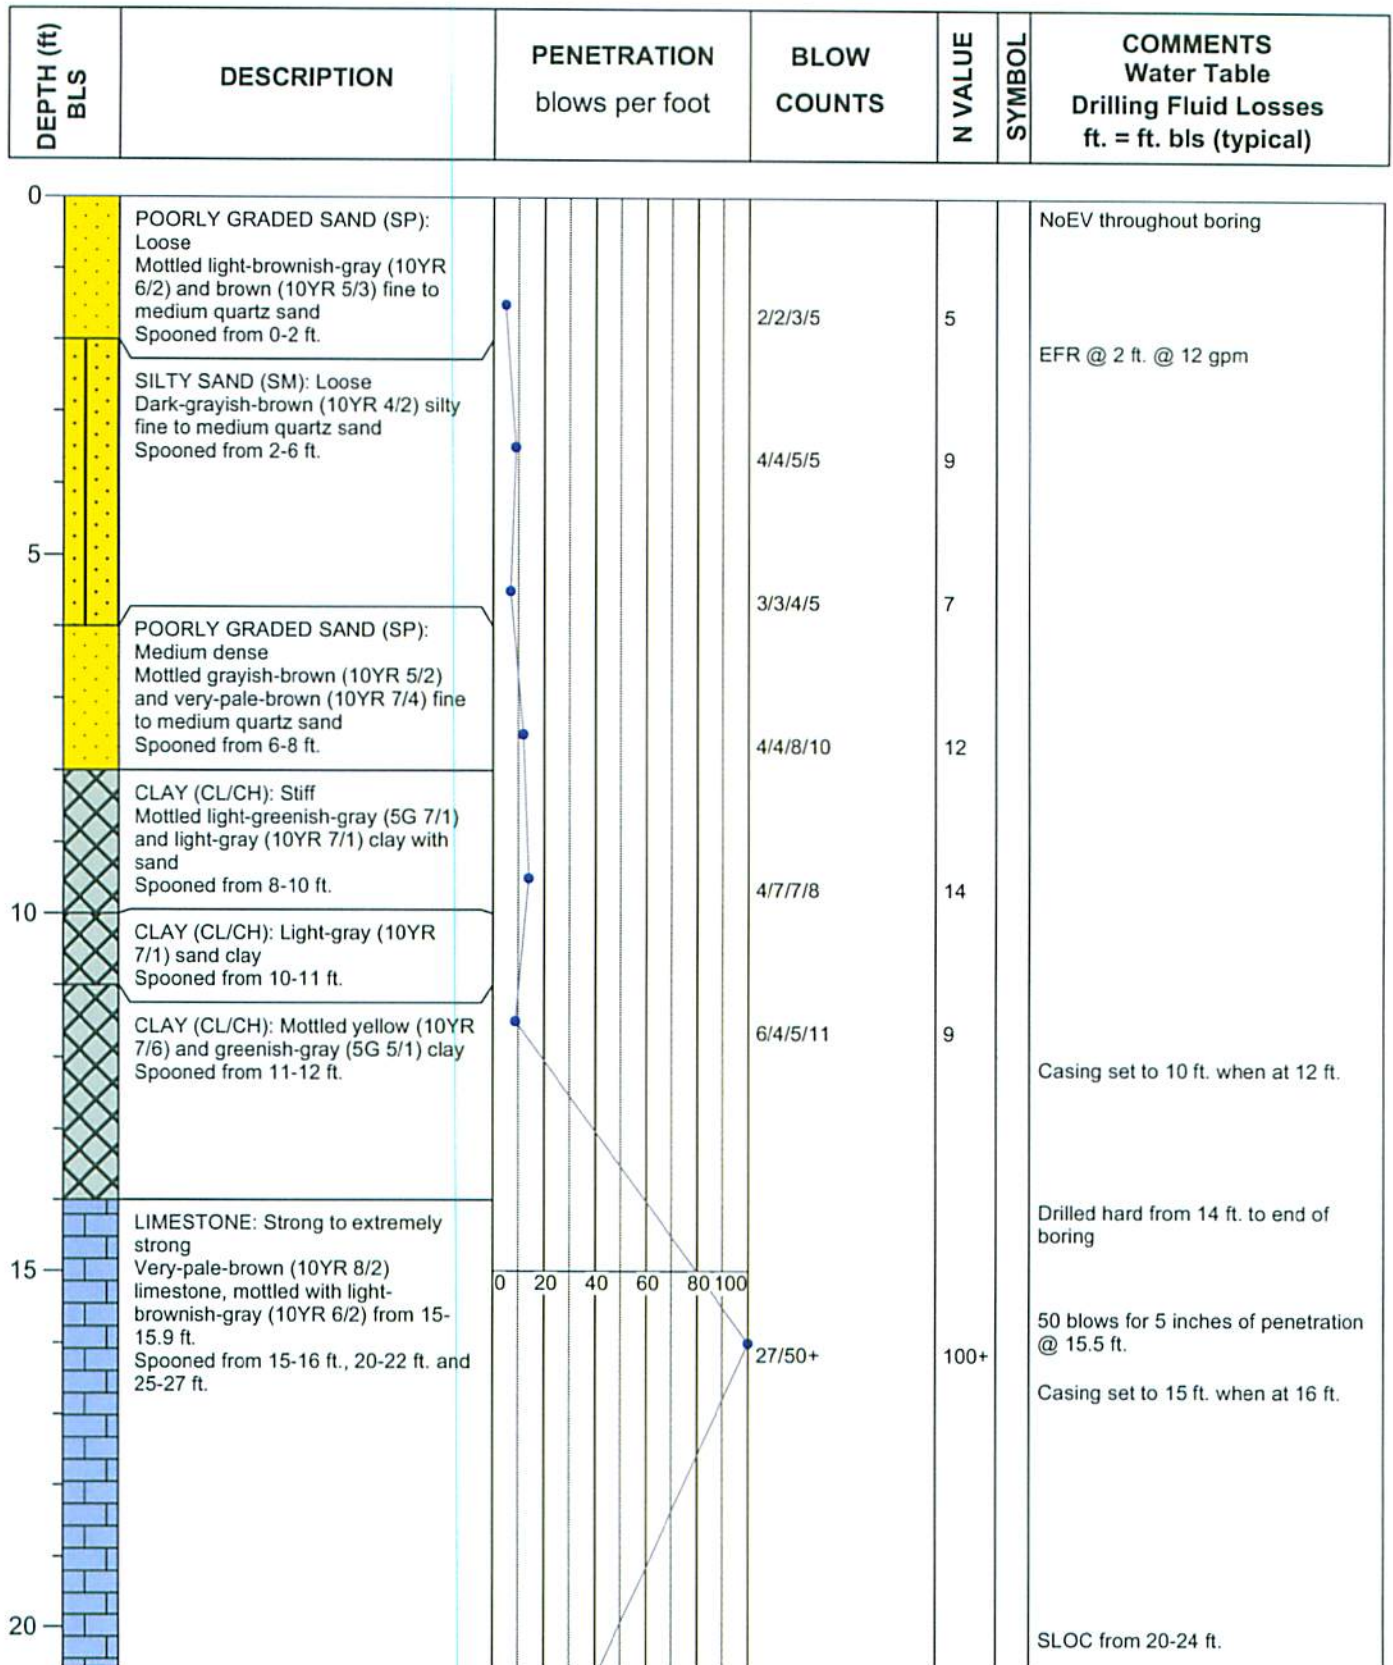 DEPTH (ft)
BLS
DESCRIPTION
PENETRATION
blows per foot
BLOW
COUNTS
N VALUE
SYMBOL
COMMENTS
Water Table
Drilling Fluid Losses
ft. = ft. bls (typical)
0
POORLY GRADED SAND (SP):
Loose
Mottled light-brownish-gray (10YR
6/2) and brown (10YR 5/3) fine to
medium quartz sand
Spooned from 0-2 ft.
NoEV throughout boring
2/2/3/5
5
EFR @ 2 ft. @ 12 gpm
SILTY SAND (SM): Loose
Dark-grayish-brown (10YR 4/2) silty
fine to medium quartz sand
Spooned from 2-6 ft.
4/4/5/5
9
5
3/3/4/5
7
POORLY GRADED SAND (SP):
Medium dense
Mottled grayish-brown (10YR 5/2)
and very-pale-brown (10YR 7/4) fine
to medium quartz sand
Spooned from 6-8 ft.
4/4/8/10
12
CLAY (CL/CH): Stiff
Mottled light-greenish-gray (5G 7/1)
and light-gray (10YR 7/1) clay with
sand
Spooned from 8-10 ft.
4/7/7/8
14
10
CLAY (CL/CH): Light-gray (10YR
7/1) sand clay
Spooned from 10-11 ft.
CLAY (CL/CH): Mottled yellow (10YR
7/6) and greenish-gray (5G 5/1) clay
Spooned from 11-12 ft.
6/4/5/11
9
Casing set to 10 ft. when at 12 ft.
Drilled hard from 14 ft. to end of
boring
LIMESTONE: Strong to extremely
strong
Very-pale-brown (10YR 8/2)
limestone, mottled with light-
brownish-gray (10YR 6/2) from 15-
15.9 ft.
Spooned from 15-16 ft., 20-22 ft. and
25-27 ft.
15
0 20 40 60 80 100
50 blows for 5 inches of penetration
@ 15.5 ft.
27/50+
100+
Casing set to 15 ft. when at 16 ft.
20
SLOC from 20-24 ft.